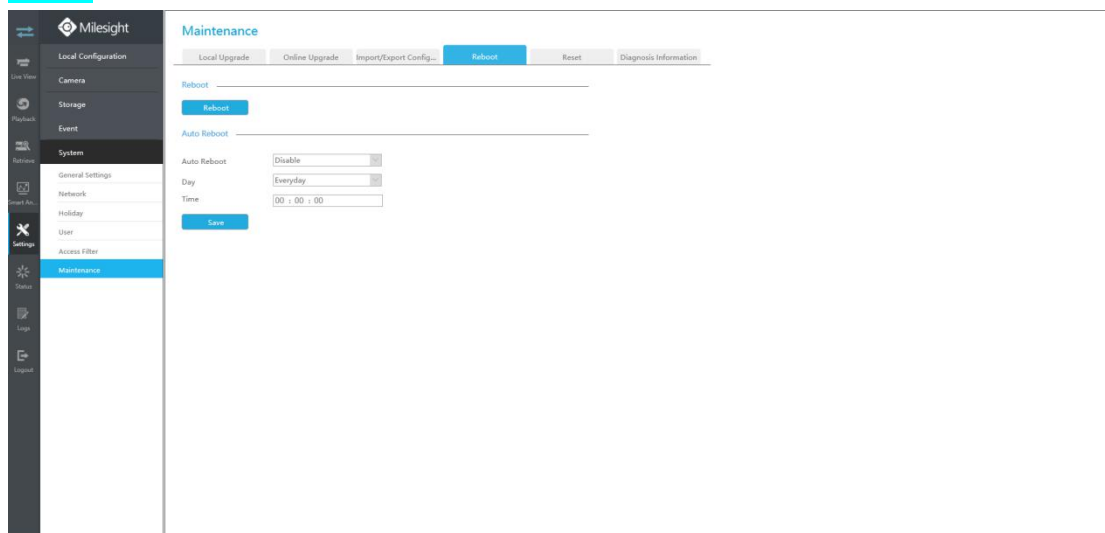 Milesight
Live View
Playback
Retrieve
Smart An...
Settings
Status
Logs
Logout
Local Configuration
Camera
Storage
Event
System
General Settings
Network
Holiday
User
Access Filter
Maintenance
Maintenance
Local Upgrade Online Upgrade Import/Export Config... Reboot Reset Diagnosis Information
Reboot
Reboot
Auto Reboot
Auto Reboot Disable
Day Everyday
Time 00 : 00 : 00
Save